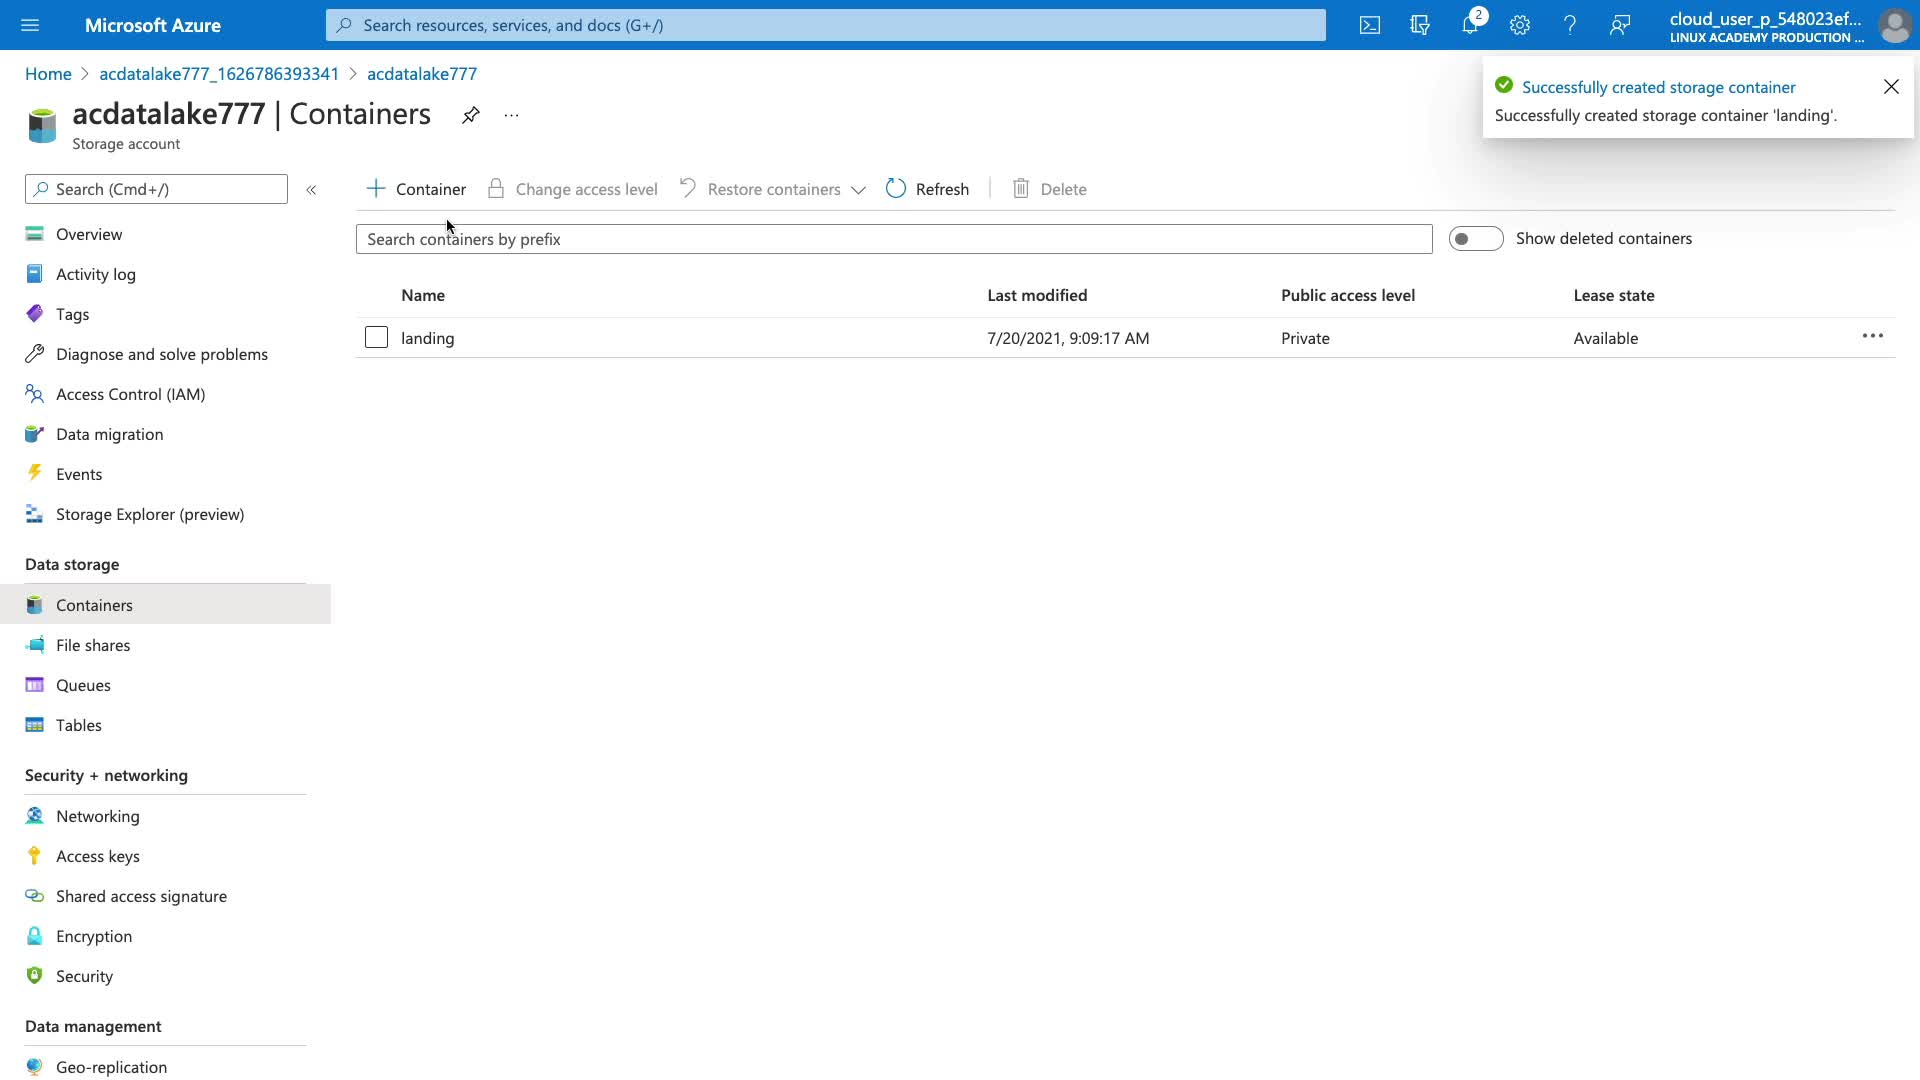 Microsoft Azure
Search resources, services, and docs (G+/)
2
cloud_user_p_548023ef...
LINUX ACADEMY PRODUCTION ...
Home > acdatalake777_1626786393341 > acdatalake777
Successfully created storage container
Successfully created storage container 'landing'.
acdatalake777 | Containers
...
Storage account
Search (Cmd+/)
«
Container
Change access level
Restore containers
Refresh
Delete
Search containers by prefix
Show deleted containers
Name
Last modified
Public access level
Lease state
landing
7/20/2021, 9:09:17 AM
Private
Available
...
Overview
Activity log
Tags
Diagnose and solve problems
Access Control (IAM)
Data migration
Events
Storage Explorer (preview)
Data storage
Containers
File shares
Queues
Tables
Security + networking
Networking
Access keys
Shared access signature
Encryption
Security
Data management
Geo-replication